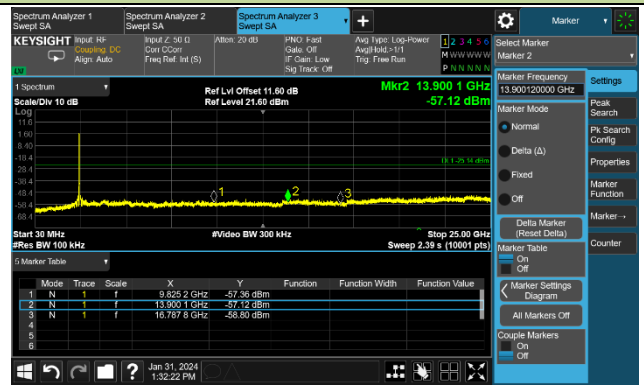 Spectrum Analyzer 1
Swept SA
Spectrum Analyzer 2
Swept SA
Spectrum Analyzer 3
Swept SA
Marker
KEYSIGHT
Input: RF
Coupling: DC
Align: Auto
Input Z: 50 Ω
Corr CCorr
Freq Ref: Int (S)
Atten: 20 dB
PNO: Fast
Gate: Off
IF Gain: Low
Sig Track: Off
Avg Type: Log-Power
Avg|Hold:>1/1
Trig: Free Run
1 2 3 4 5 6
M W W W W W
P N N N N N
LW
1 Spectrum
Scale/Div 10 dB
Log
Ref Lvl Offset 11.60 dB
Ref Level 21.60 dBm
Mkr2 13.900 1 GHz
-57.12 dBm
11.6
1.60
-8.40
-18.4
-28.4
-38.4
-48.4
-58.4
-68.4
DL1 -25.14 dBm
1
2
3
Start 30 MHz
#Res BW 100 kHz
#Video BW 300 kHz
Stop 25.00 GHz
Sweep 2.39 s (10001 pts)
5 Marker Table
Mode Trace Scale X Y Function Function Width Function Value
1 N 1 f 9.825 2 GHz -57.36 dBm
2 N 1 f 13.900 1 GHz -57.12 dBm
3 N 1 f 16.787 8 GHz -58.80 dBm
4
5
6
Jan 31, 2024
1:32:22 PM
Select Marker
Marker 2
Marker Frequency
13.900120000 GHz
Marker Mode
Normal
Delta (Δ)
Fixed
Off
Delta Marker
(Reset Delta)
Marker Table
On
Off
Marker Settings
Diagram
All Markers Off
Couple Markers
On
Off
Settings
Peak
Search
Pk Search
Config
Properties
Marker
Function
Marker→
Counter